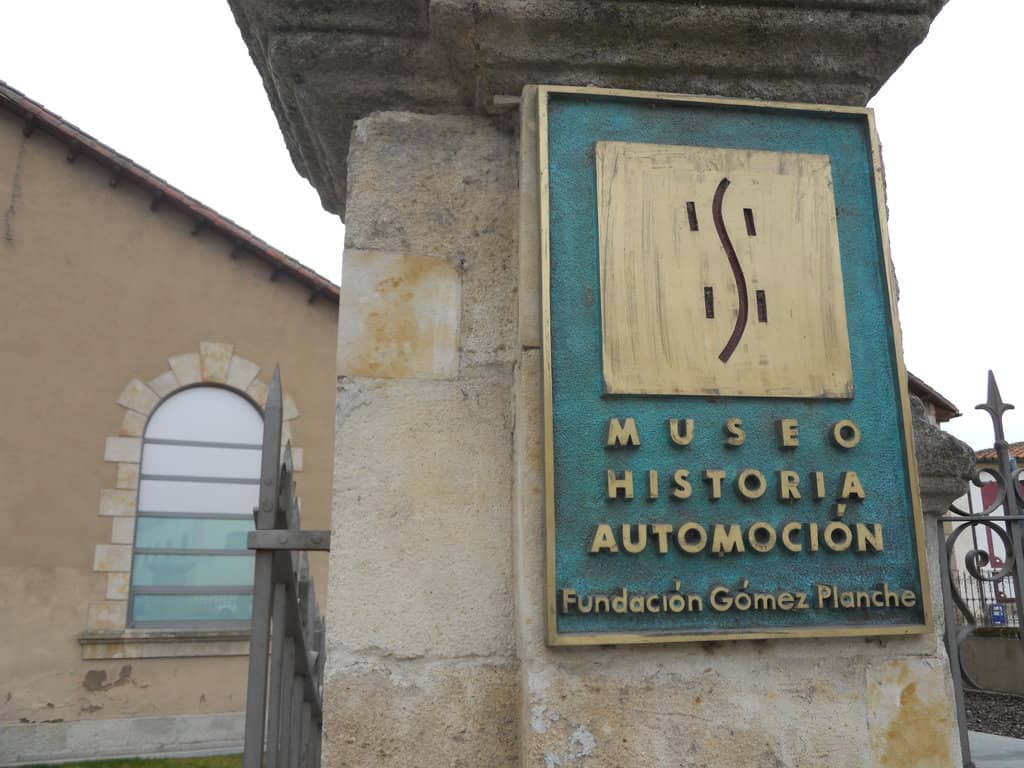 MUSEO
HISTORIA
AUTOMOCIÓN
Fundación Gómez Planche